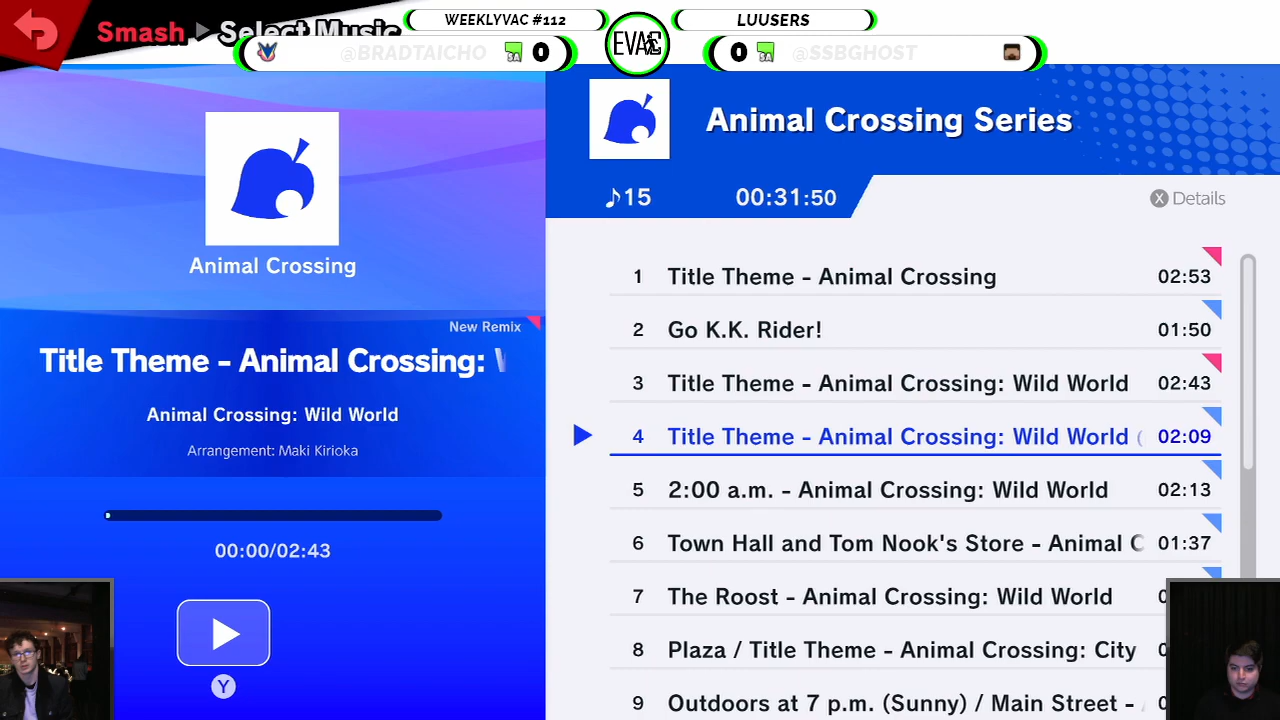 Smash ▶ Select Music
WEEKLYVAC #112
LUUSERS
@BRADTAICHO
SA
0
EVAC
0
SA
@SSBGHOST
Animal Crossing
New Remix
Title Theme - Animal Crossing:
Animal Crossing: Wild World
Arrangement: Maki Kirioka
00:00/02:43
Y
Animal Crossing Series
♪15
00:31:50
X Details
1 Title Theme - Animal Crossing 02:53
2 Go K.K. Rider! 01:50
3 Title Theme - Animal Crossing: Wild World 02:43
4 Title Theme - Animal Crossing: Wild World ( 02:09
5 2:00 a.m. - Animal Crossing: Wild World 02:13
6 Town Hall and Tom Nook's Store - Animal C 01:37
7 The Roost - Animal Crossing: Wild World
8 Plaza / Title Theme - Animal Crossing: City
9 Outdoors at 7 p.m. (Sunny) / Main Street -